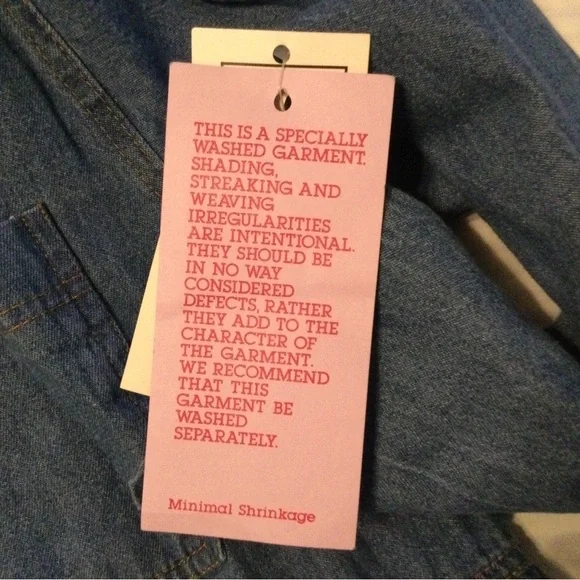 THIS IS A SPECIALLY
WASHED GARMENT.
SHADING,
STREAKING AND
WEAVING
IRREGULARITIES
ARE INTENTIONAL.
THEY SHOULD BE
IN NO WAY
CONSIDERED
DEFECTS, RATHER
THEY ADD TO THE
CHARACTER OF
THE GARMENT.
WE RECOMMEND
THAT THIS
GARMENT BE
WASHED
SEPARATELY.
Minimal Shrinkage